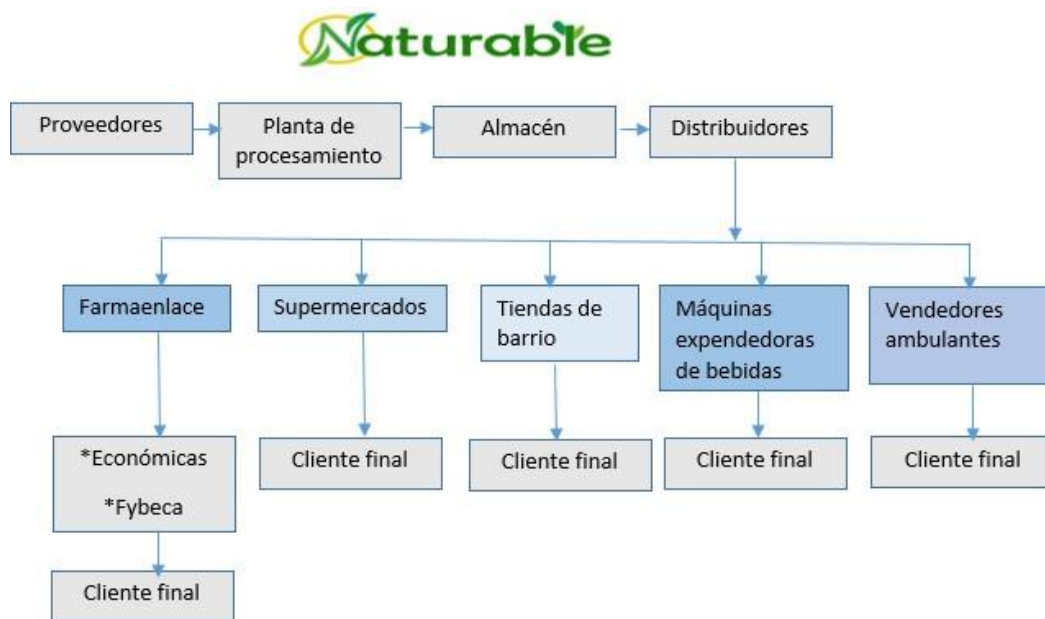 Naturable
Proveedores
Planta de
procesamiento
Almacén
Distribuidores
Farmaenlace
Supermercados
Tiendas de
barrio
Máquinas
expendedoras
de bebidas
Vendedores
ambulantes
*Económicas
*Fybeca
Cliente final
Cliente final
Cliente final
Cliente final
Cliente final